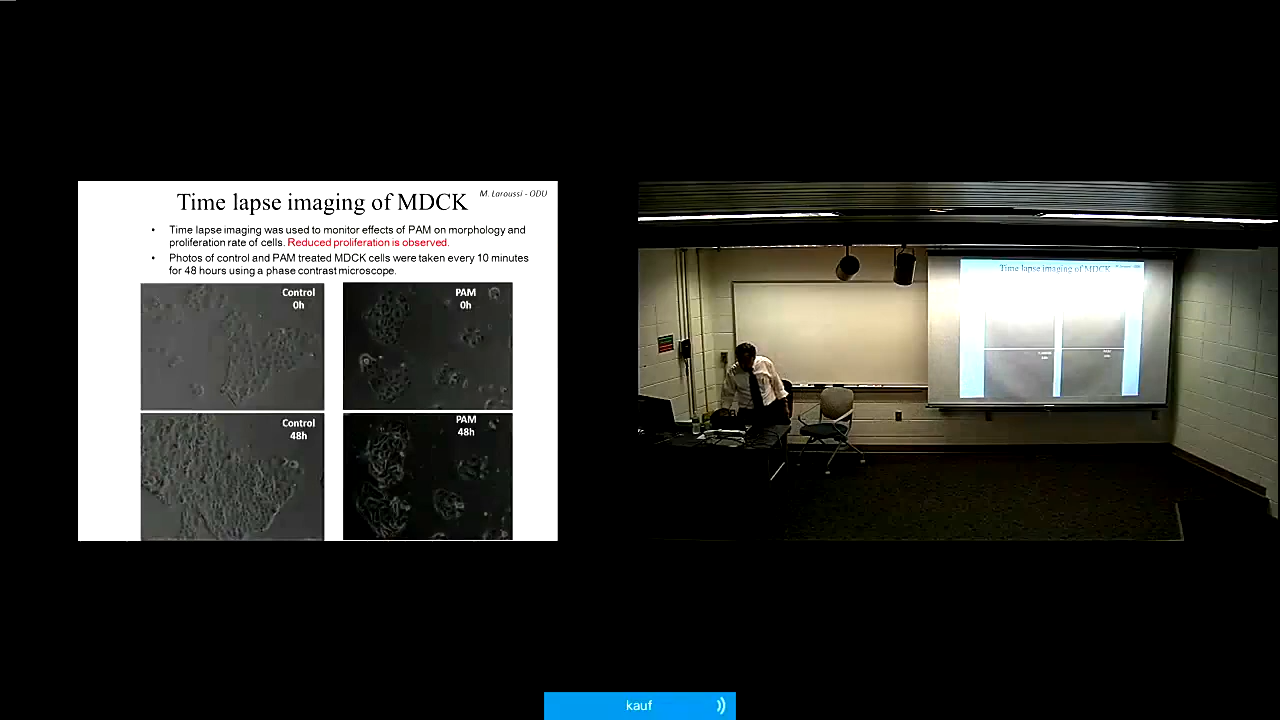 Time lapse imaging of MDCK
M. Laroussi - ODU
• Time lapse imaging was used to monitor effects of PAM on morphology and
proliferation rate of cells. Reduced proliferation is observed.
• Photos of control and PAM treated MDCK cells were taken every 10 minutes
for 48 hours using a phase contrast microscope.
Control
0h
PAM
0h
Control
48h
PAM
48h
Time lapse imaging of MDCK
kauf